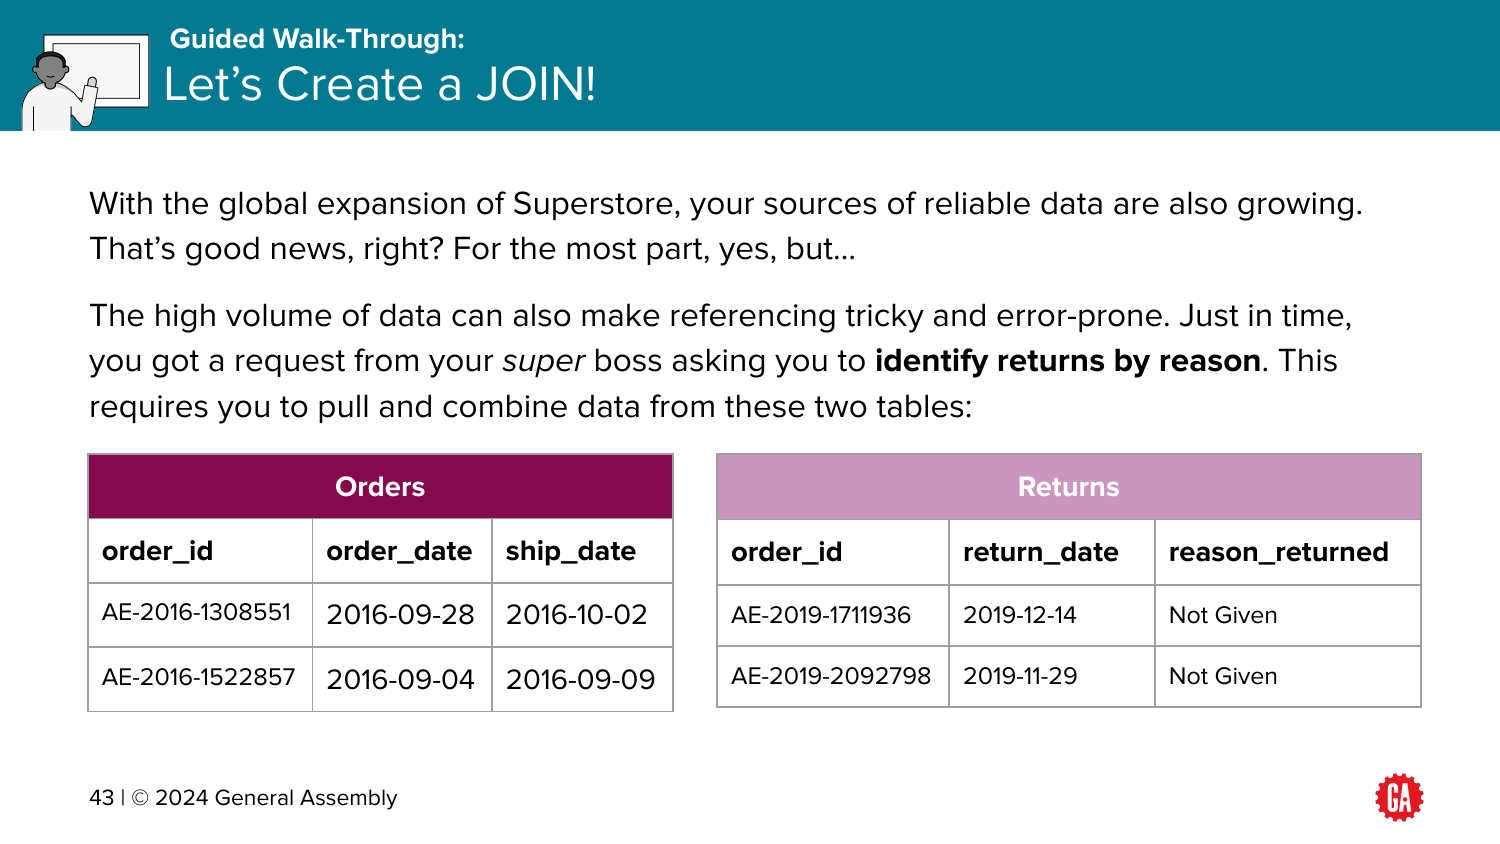 Guided Walk-Through:
Let’s Create a JOIN!
With the global expansion of Superstore, your sources of reliable data are also growing.
That’s good news, right? For the most part, yes, but...
The high volume of data can also make referencing tricky and error-prone. Just in time,
you got a request from your super boss asking you to identify returns by reason. This
requires you to pull and combine data from these two tables:
Orders
order_id order_date ship_date
AE-2016-1308551 2016-09-28 2016-10-02
AE-2016-1522857 2016-09-04 2016-09-09
Returns
order_id return_date reason_returned
AE-2019-1711936 2019-12-14 Not Given
AE-2019-2092798 2019-11-29 Not Given
43 | © 2024 General Assembly
GA